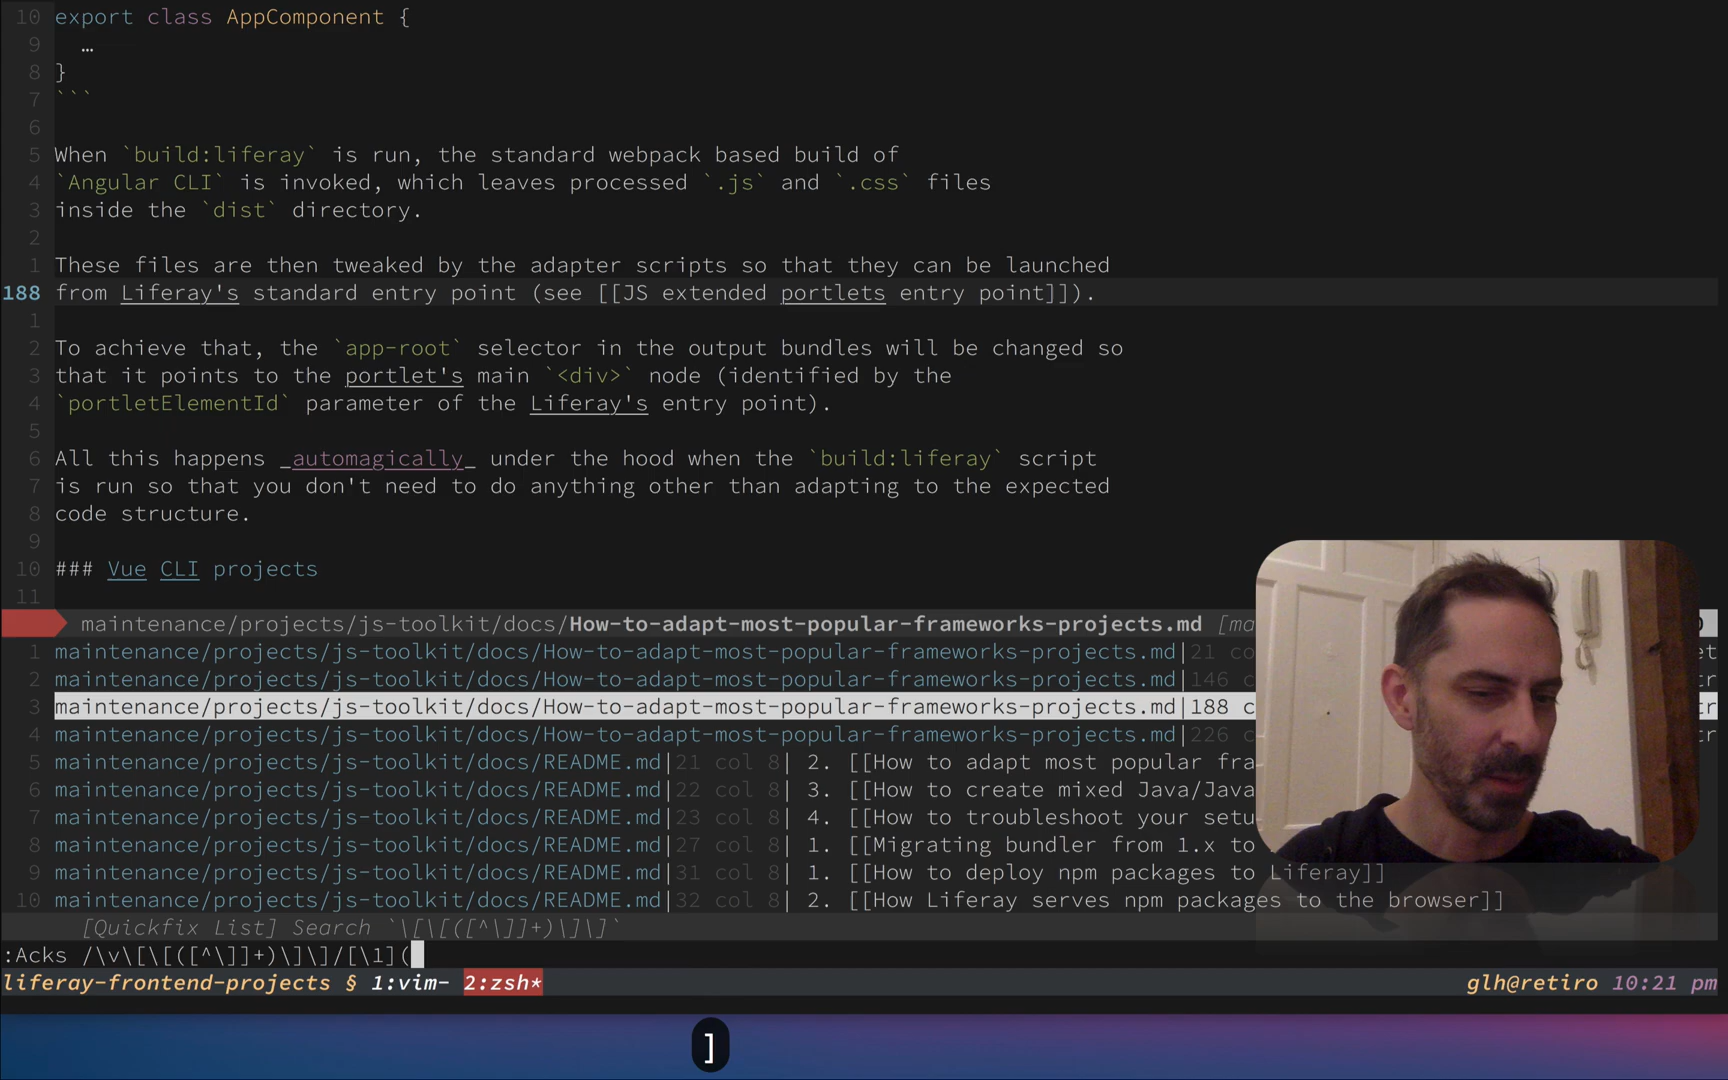 10 export class AppComponent {
9 …
8 }
7 ```
6
5 When `build:liferay` is run, the standard webpack based build of
4 `Angular CLI` is invoked, which leaves processed `.js` and `.css` files
3 inside the `dist` directory.
2
1 These files are then tweaked by the adapter scripts so that they can be launched
188 from Liferay's standard entry point (see [[JS extended portlets entry point]]).
1
2 To achieve that, the `app-root` selector in the output bundles will be changed so
3 that it points to the portlet's main `<div>` node (identified by the
4 `portletElementId` parameter of the Liferay's entry point).
5
6 All this happens _automagically_ under the hood when the `build:liferay` script
7 is run so that you don't need to do anything other than adapting to the expected
8 code structure.
9
10 ### Vue CLI projects
11
maintenance/projects/js-toolkit/docs/How-to-adapt-most-popular-frameworks-projects.md [ma
1 maintenance/projects/js-toolkit/docs/How-to-adapt-most-popular-frameworks-projects.md|21 co et
2 maintenance/projects/js-toolkit/docs/How-to-adapt-most-popular-frameworks-projects.md|146 c tr
3 maintenance/projects/js-toolkit/docs/How-to-adapt-most-popular-frameworks-projects.md|188 c tr
4 maintenance/projects/js-toolkit/docs/How-to-adapt-most-popular-frameworks-projects.md|226 c tr
5 maintenance/projects/js-toolkit/docs/README.md|21 col 8| 2. [[How to adapt most popular fra
6 maintenance/projects/js-toolkit/docs/README.md|22 col 8| 3. [[How to create mixed Java/Java
7 maintenance/projects/js-toolkit/docs/README.md|23 col 8| 4. [[How to troubleshoot your setu
8 maintenance/projects/js-toolkit/docs/README.md|27 col 8| 1. [[Migrating bundler from 1.x to
9 maintenance/projects/js-toolkit/docs/README.md|31 col 8| 1. [[How to deploy npm packages to Liferay]]
10 maintenance/projects/js-toolkit/docs/README.md|32 col 8| 2. [[How Liferay serves npm packages to the browser]]
[Quickfix List] Search `\[\[([^\]]+)\]\]`
:Acks /\v\[\[([^\]]+)\]\]/[\1](
liferay-frontend-projects § 1:vim- 2:zsh* glh@retiro 10:21 pm
]